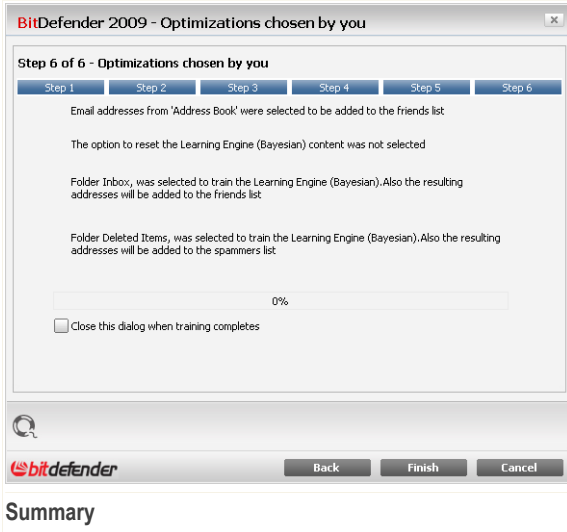 BitDefender 2009 - Optimizations chosen by you
Step 6 of 6 - Optimizations chosen by you
Step 1 Step 2 Step 3 Step 4 Step 5 Step 6
Email addresses from 'Address Book' were selected to be added to the friends list
The option to reset the Learning Engine (Bayesian) content was not selected
Folder Inbox, was selected to train the Learning Engine (Bayesian).Also the resulting
addresses will be added to the friends list
Folder Deleted Items, was selected to train the Learning Engine (Bayesian).Also the resulting
addresses will be added to the spammers list
0%
Close this dialog when training completes
bitdefender
Back Finish Cancel
Summary